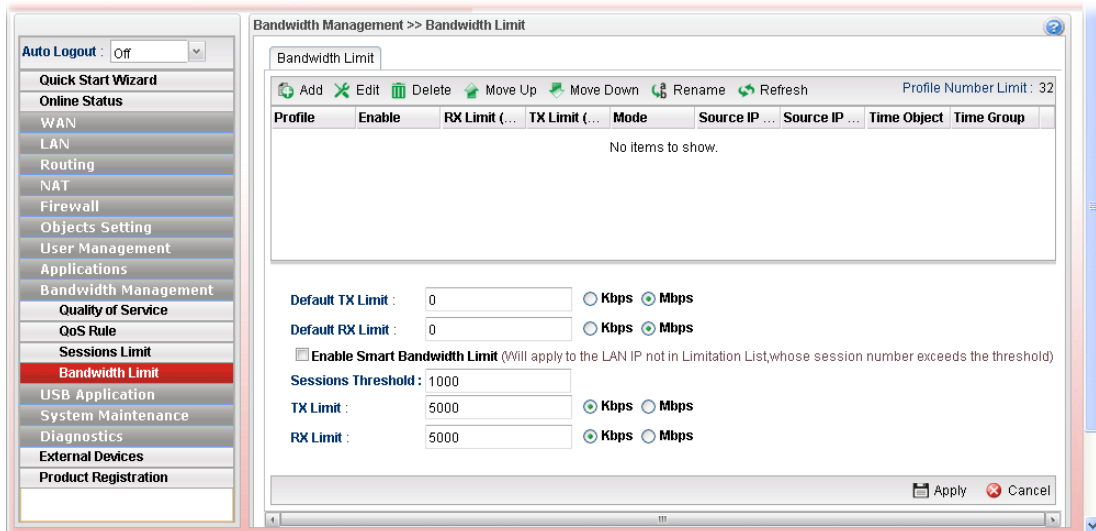 Bandwidth Management >> Bandwidth Limit
Auto Logout : Off
Quick Start Wizard
Online Status
WAN
LAN
Routing
NAT
Firewall
Objects Setting
User Management
Applications
Bandwidth Management
Quality of Service
QoS Rule
Sessions Limit
Bandwidth Limit
USB Application
System Maintenance
Diagnostics
External Devices
Product Registration
Bandwidth Limit
Add Edit Delete Move Up Move Down Rename Refresh Profile Number Limit : 32
Profile Enable RX Limit (... TX Limit (... Mode Source IP ... Source IP ... Time Object Time Group
No items to show.
Default TX Limit : 0 Kbps Mbps
Default RX Limit : 0 Kbps Mbps
Enable Smart Bandwidth Limit (Will apply to the LAN IP not in Limitation List,whose session number exceeds the threshold)
Sessions Threshold : 1000
TX Limit : 5000 Kbps Mbps
RX Limit : 5000 Kbps Mbps
Apply Cancel